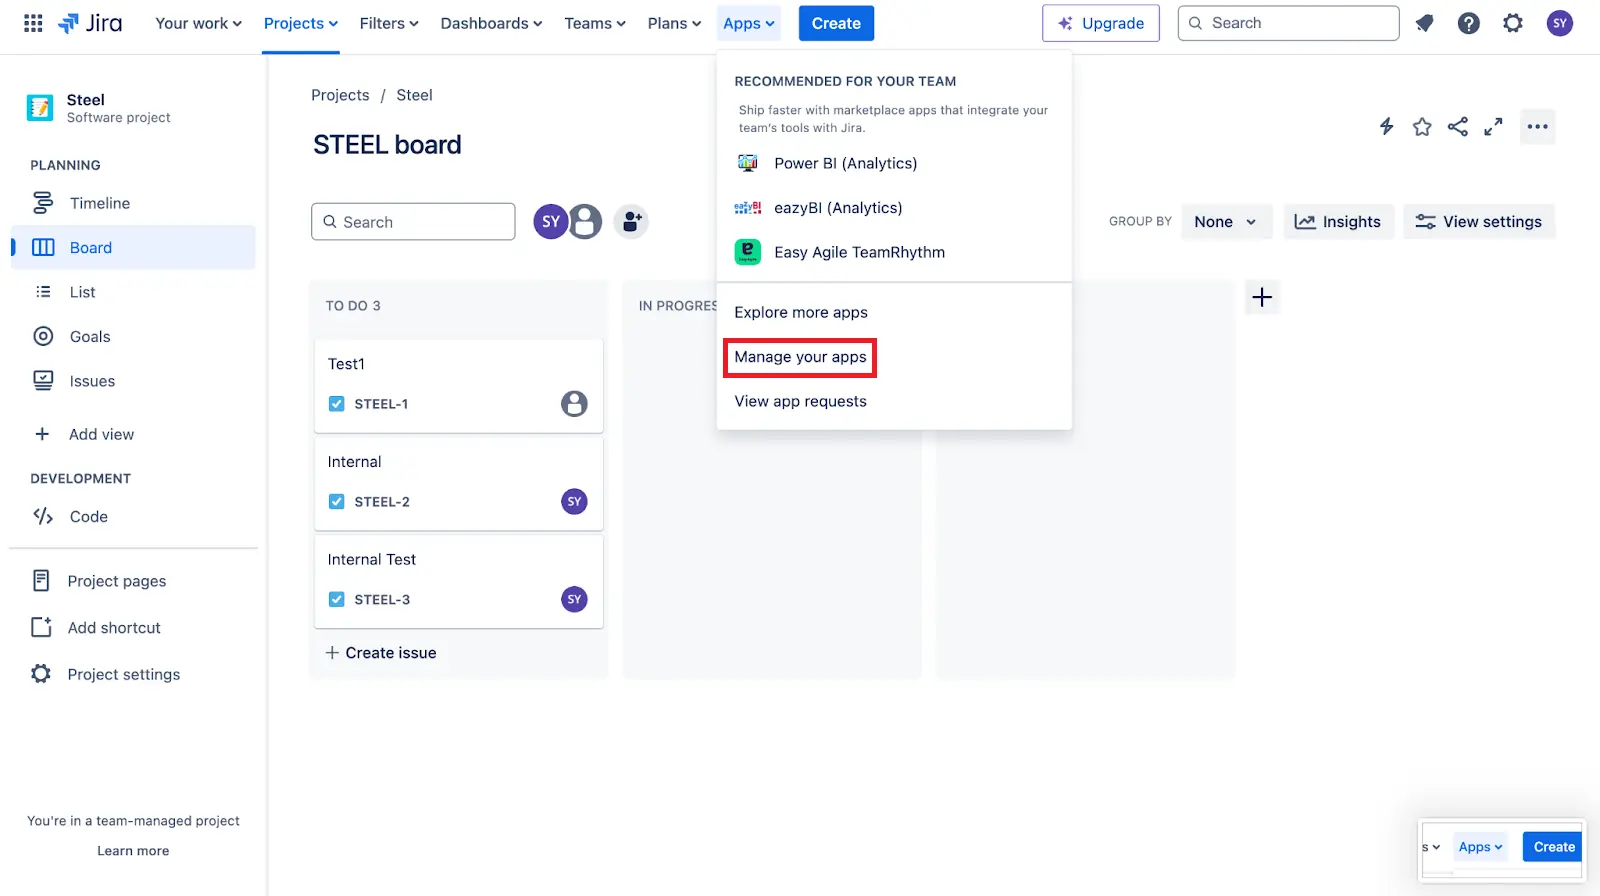 Jira
Your work
Projects
Filters
Dashboards
Teams
Plans
Apps
Create
Upgrade
Search
SY
Steel
Software project
PLANNING
Timeline
Board
List
Goals
Issues
Add view
DEVELOPMENT
Code
Project pages
Add shortcut
Project settings
You're in a team-managed project
Learn more
Projects / Steel
STEEL board
Search
SY
GROUP BY
None
Insights
View settings
TO DO 3
Test1
STEEL-1
Internal
STEEL-2
SY
Internal Test
STEEL-3
SY
+ Create issue
IN PROGRES
RECOMMENDED FOR YOUR TEAM
Ship faster with marketplace apps that integrate your
team's tools with Jira.
Power BI (Analytics)
eazyBI
eazyBI (Analytics)
Easy Agile TeamRhythm
Explore more apps
Manage your apps
View app requests
s
Apps
Create